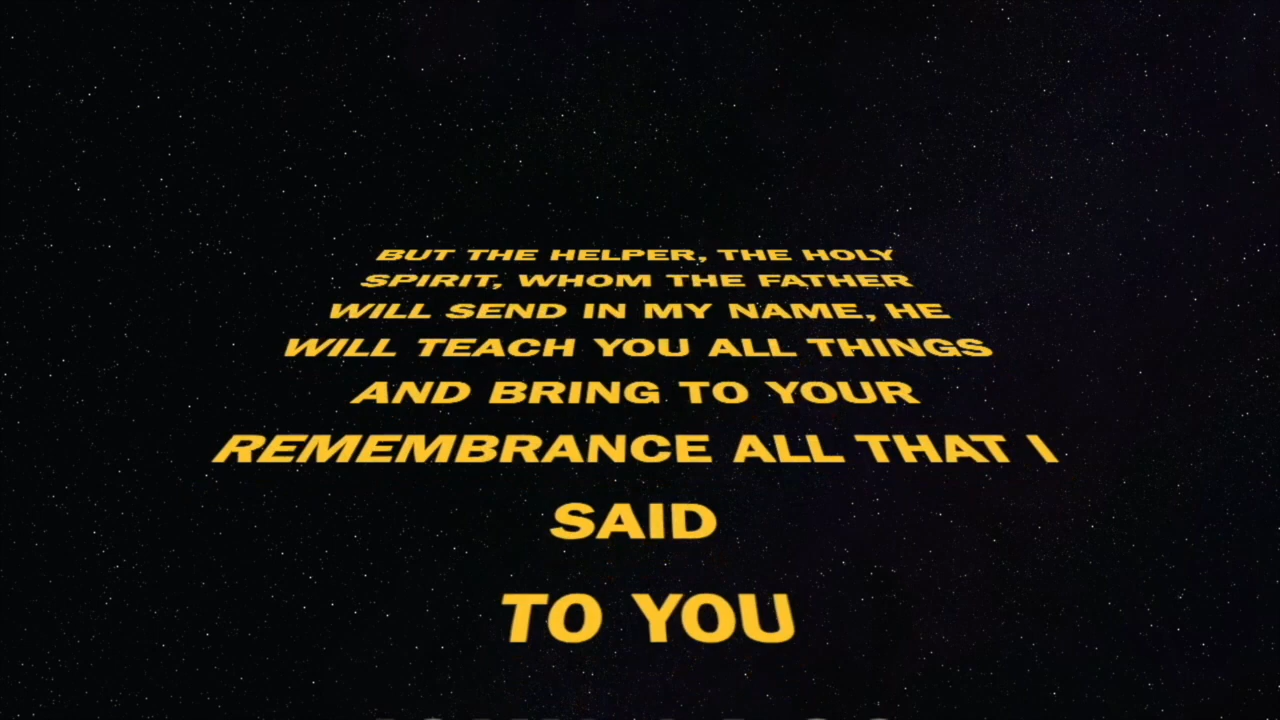 BUT THE HELPER, THE HOLY
SPIRIT, WHOM THE FATHER
WILL SEND IN MY NAME, HE
WILL TEACH YOU ALL THINGS
AND BRING TO YOUR
REMEMBRANCE ALL THAT I
SAID
TO YOU